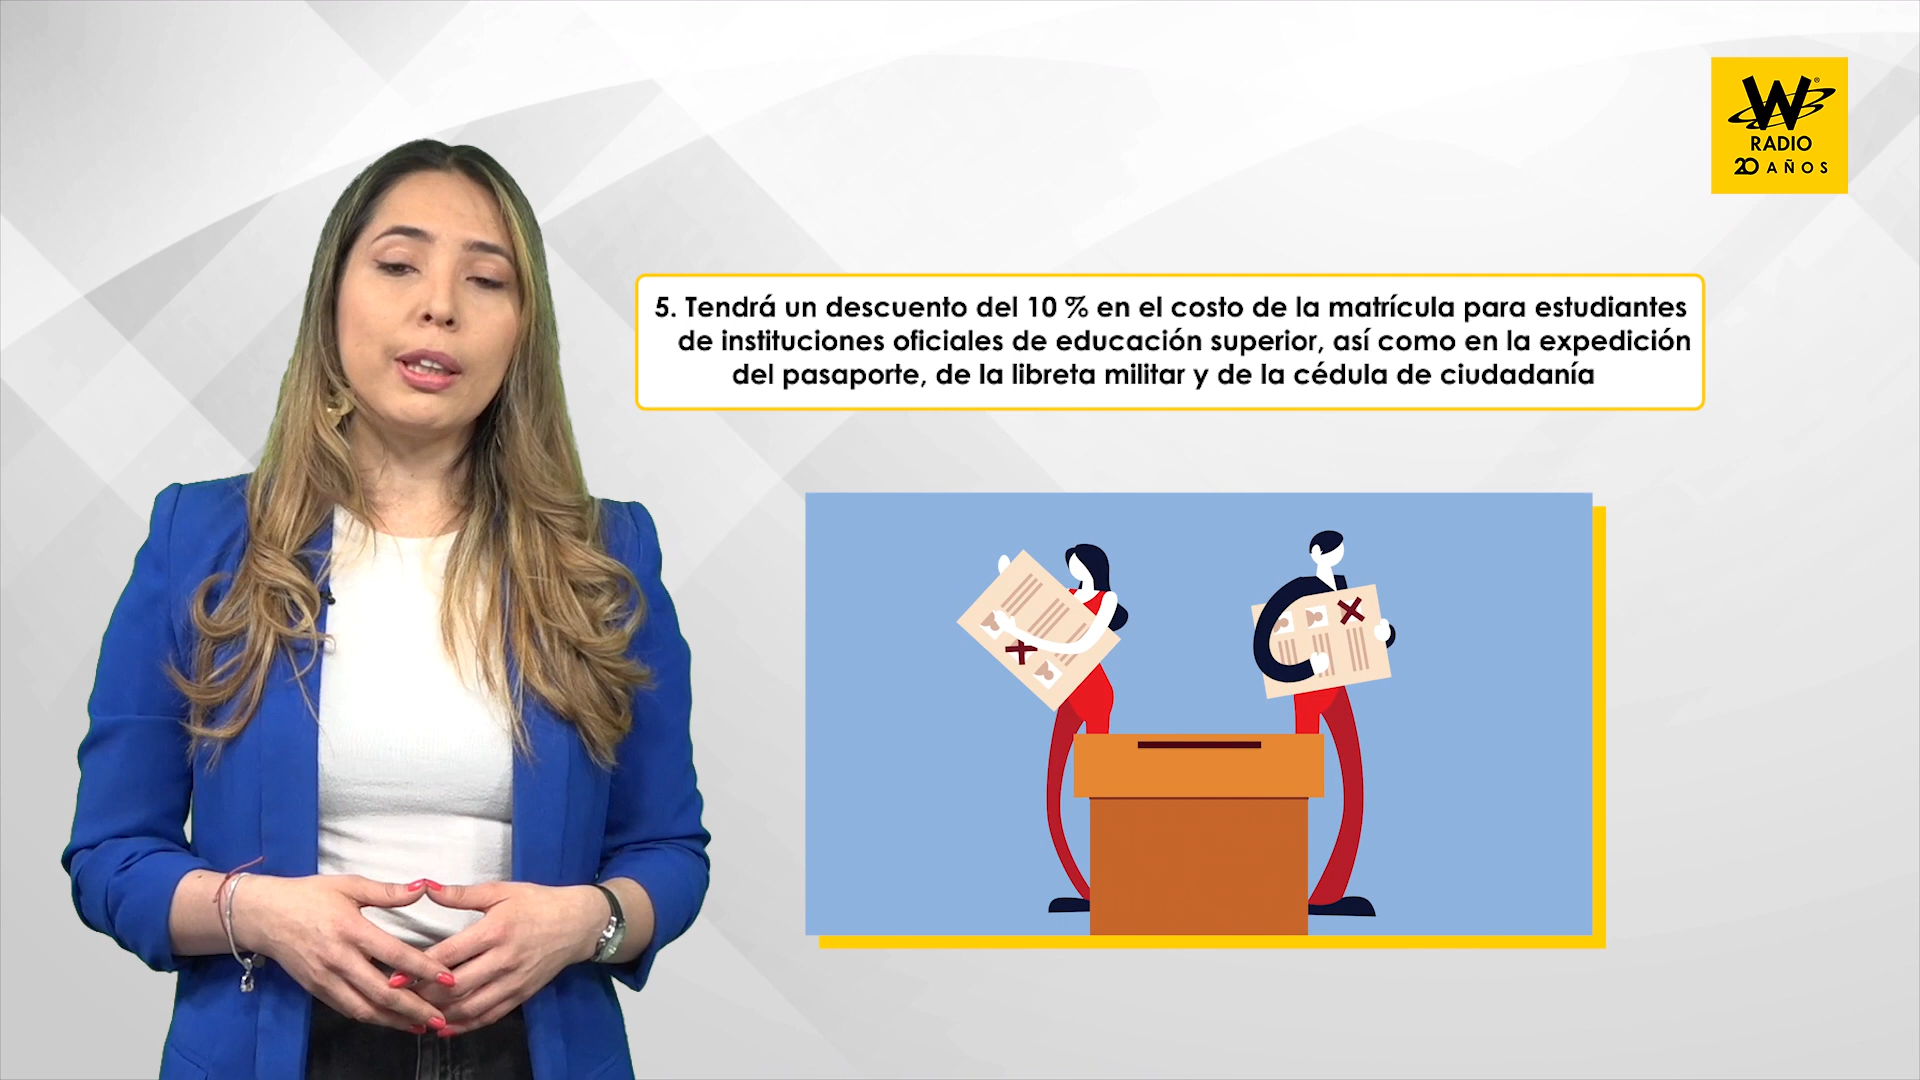 W
RADIO
20 AÑOS
5. Tendrá un descuento del 10 % en el costo de la matrícula para estudiantes
de instituciones oficiales de educación superior, así como en la expedición
del pasaporte, de la libreta militar y de la cédula de ciudadanía